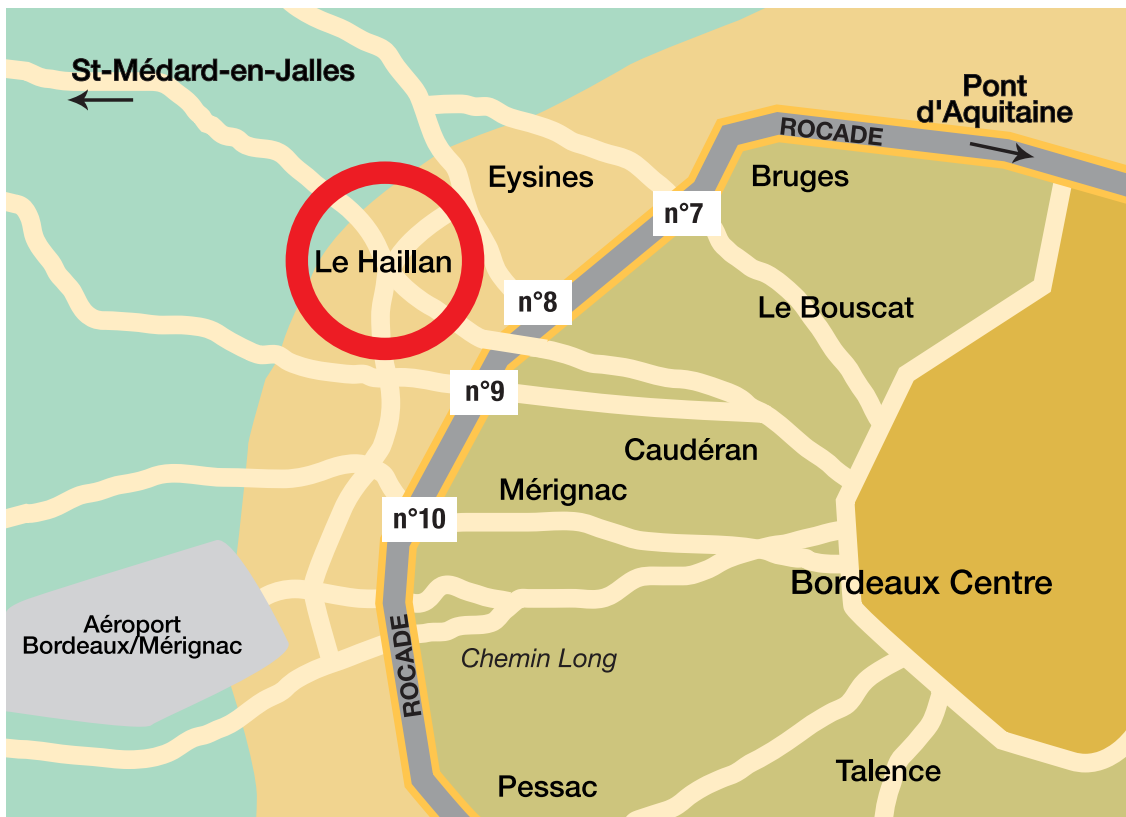 St-Médard-en-Jalles
Pont
d'Aquitaine
ROCADE
Eysines
Bruges
n°7
Le Haillan
n°8
Le Bouscat
n°9
Caudéran
Mérignac
n°10
Bordeaux Centre
Aéroport
Bordeaux/Mérignac
Chemin Long
ROCADE
Talence
Pessac